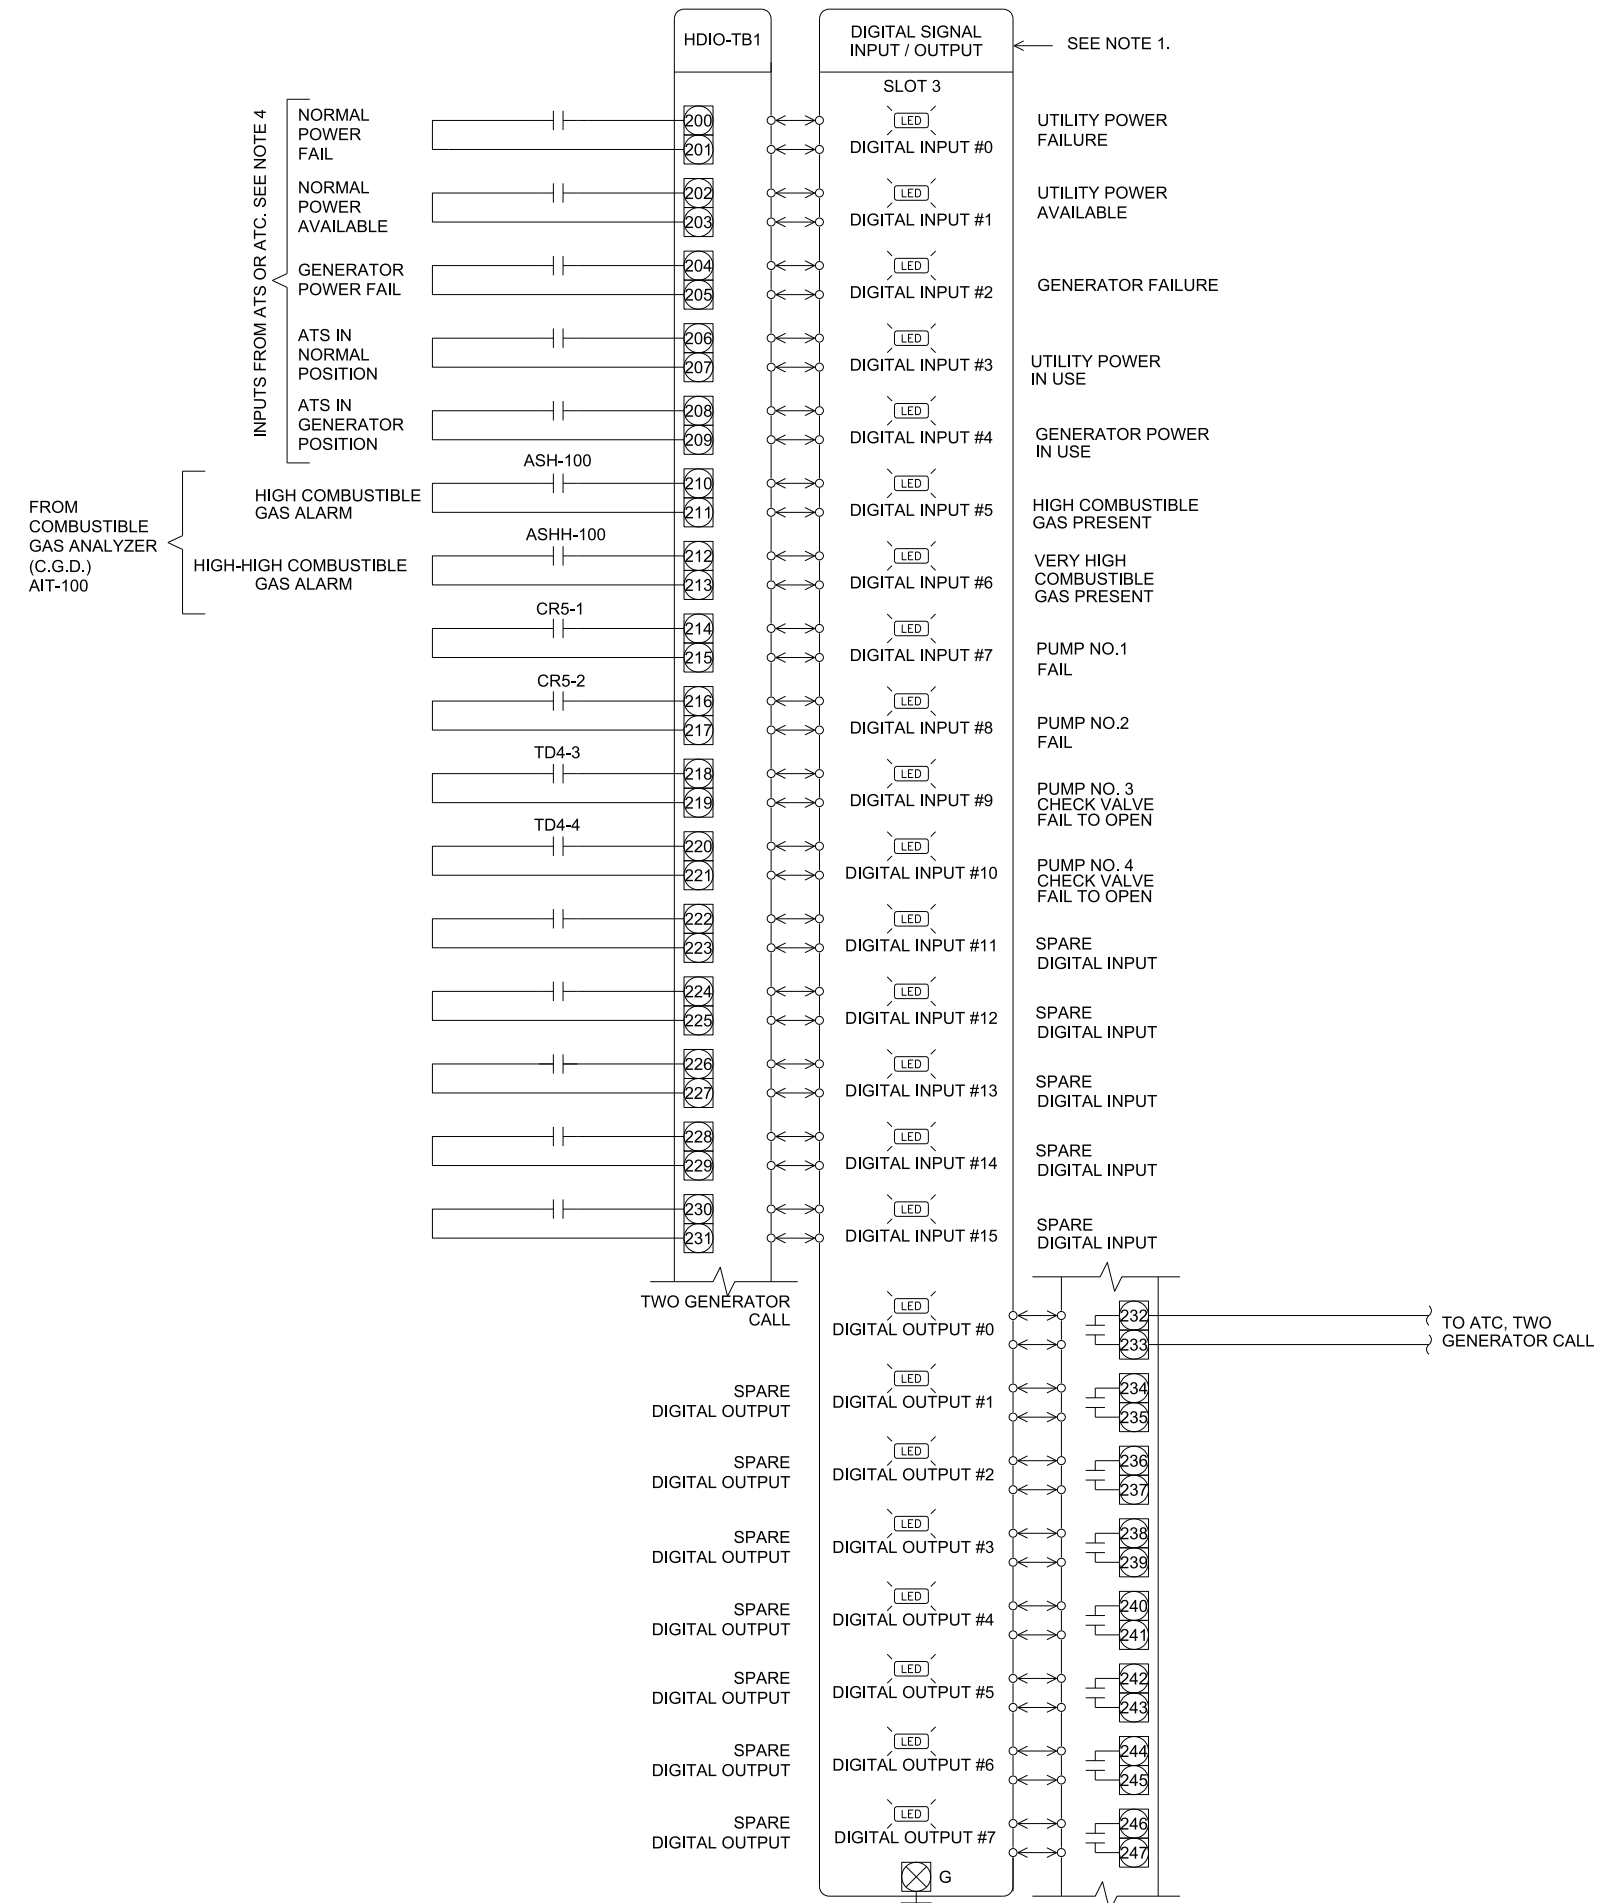 HDIO-TB1
DIGITAL SIGNAL
INPUT / OUTPUT
SEE NOTE 1.
SLOT 3
INPUTS FROM ATS OR ATC. SEE NOTE 4
NORMAL
POWER
FAIL
200
201
LED
DIGITAL INPUT #0
UTILITY POWER
FAILURE
NORMAL
POWER
AVAILABLE
202
203
LED
DIGITAL INPUT #1
UTILITY POWER
AVAILABLE
GENERATOR
POWER FAIL
204
205
LED
DIGITAL INPUT #2
GENERATOR FAILURE
ATS IN
NORMAL
POSITION
206
207
LED
DIGITAL INPUT #3
UTILITY POWER
IN USE
ATS IN
GENERATOR
POSITION
208
209
LED
DIGITAL INPUT #4
GENERATOR POWER
IN USE
FROM
COMBUSTIBLE
GAS ANALYZER
(C.G.D.)
AIT-100
HIGH COMBUSTIBLE
GAS ALARM
ASH-100
210
211
LED
DIGITAL INPUT #5
HIGH COMBUSTIBLE
GAS PRESENT
HIGH-HIGH COMBUSTIBLE
GAS ALARM
ASHH-100
212
213
LED
DIGITAL INPUT #6
VERY HIGH
COMBUSTIBLE
GAS PRESENT
CR5-1
214
215
LED
DIGITAL INPUT #7
PUMP NO.1
FAIL
CR5-2
216
217
LED
DIGITAL INPUT #8
PUMP NO.2
FAIL
TD4-3
218
219
LED
DIGITAL INPUT #9
PUMP NO. 3
CHECK VALVE
FAIL TO OPEN
TD4-4
220
221
LED
DIGITAL INPUT #10
PUMP NO. 4
CHECK VALVE
FAIL TO OPEN
222
223
LED
DIGITAL INPUT #11
SPARE
DIGITAL INPUT
224
225
LED
DIGITAL INPUT #12
SPARE
DIGITAL INPUT
226
227
LED
DIGITAL INPUT #13
SPARE
DIGITAL INPUT
228
229
LED
DIGITAL INPUT #14
SPARE
DIGITAL INPUT
230
231
LED
DIGITAL INPUT #15
SPARE
DIGITAL INPUT
TWO GENERATOR
CALL
LED
DIGITAL OUTPUT #0
232
233
TO ATC, TWO
GENERATOR CALL
SPARE
DIGITAL OUTPUT
LED
DIGITAL OUTPUT #1
234
235
SPARE
DIGITAL OUTPUT
LED
DIGITAL OUTPUT #2
236
237
SPARE
DIGITAL OUTPUT
LED
DIGITAL OUTPUT #3
238
239
SPARE
DIGITAL OUTPUT
LED
DIGITAL OUTPUT #4
240
241
SPARE
DIGITAL OUTPUT
LED
DIGITAL OUTPUT #5
242
243
SPARE
DIGITAL OUTPUT
LED
DIGITAL OUTPUT #6
244
245
SPARE
DIGITAL OUTPUT
LED
DIGITAL OUTPUT #7
246
247
G